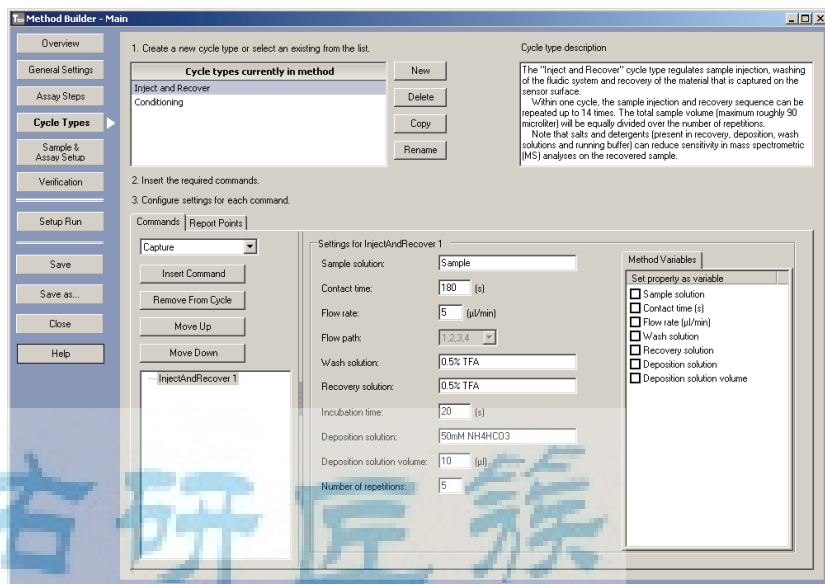 T100 Method Builder - Main
Overview
General Settings
Assay Steps
Cycle Types
Sample &
Assay Setup
Verification
Setup Run
Save
Save as...
Close
Help
1. Create a new cycle type or select an existing from the list.
Cycle types currently in method
Inject and Recover
Conditioning
New
Delete
Copy
Rename
Cycle type description
The "Inject and Recover" cycle type regulates sample injection, washing
of the fluidic system and recovery of the material that is captured on the
sensor surface.
Within one cycle, the sample injection and recovery sequence can be
repeated up to 14 times. The total sample volume (maximum roughly 90
microliter) will be equally divided over the number of repetitions.
Note that salts and detergents (present in recovery, deposition, wash
solutions and running buffer) can reduce sensitivity in mass spectrometric
(MS) analyses on the recovered sample.
2. Insert the required commands.
3. Configure settings for each command.
Commands Report Points
Capture
Insert Command
Remove From Cycle
Move Up
Move Down
InjectAndRecover 1
Settings for InjectAndRecover 1
Sample solution: Sample
Contact time: 180 (s)
Flow rate: 5 (µl/min)
Flow path: 1,2,3,4
Wash solution: 0.5% TFA
Recovery solution: 0.5% TFA
Incubation time: 20 (s)
Deposition solution: 50mM NH4HCO3
Deposition solution volume: 10 (µl)
Number of repetitions: 5
Method Variables
Set property as variable
Sample solution
Contact time (s)
Flow rate (µl/min)
Wash solution
Recovery solution
Deposition solution
Deposition solution volume
研匠族